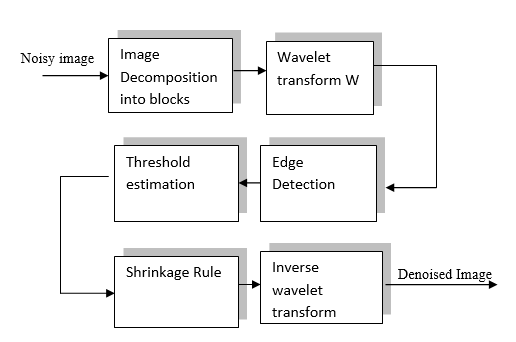 Noisy image
Image
Decomposition
into blocks
Wavelet
transform W
Threshold
estimation
Edge
Detection
Shrinkage Rule
Inverse
wavelet
transform
Denoised Image